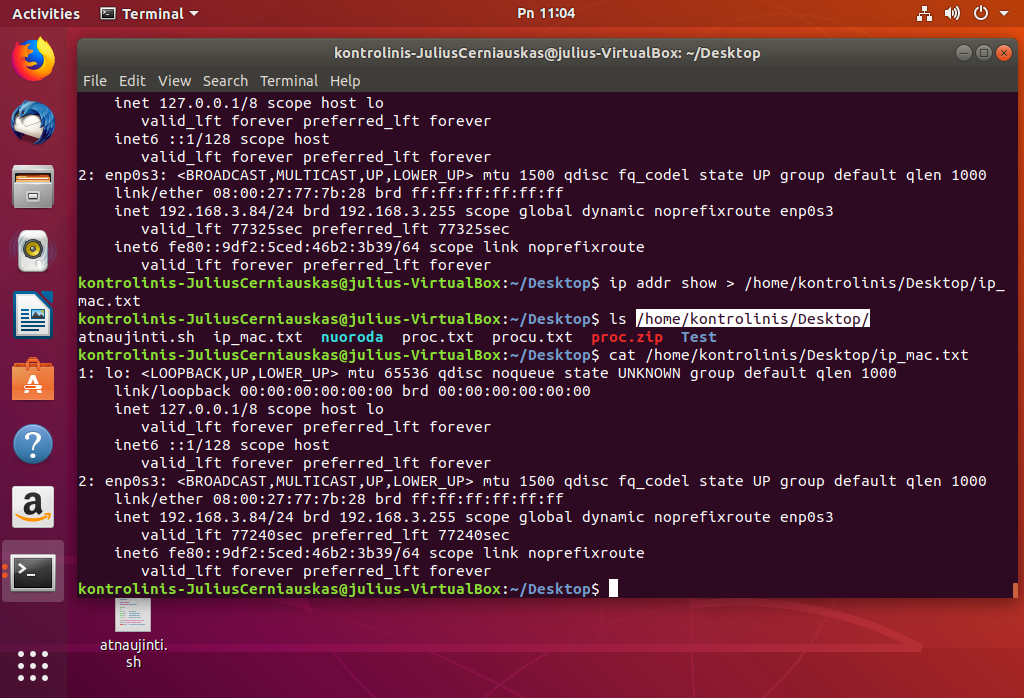 Activities Terminal Pn 11:04
kontrolinis-JuliusCerniauskas@julius-VirtualBox: ~/Desktop
File Edit View Search Terminal Help
inet 127.0.0.1/8 scope host lo
valid_lft forever preferred_lft forever
inet6 ::1/128 scope host
valid_lft forever preferred_lft forever
2: enp0s3: <BROADCAST,MULTICAST,UP,LOWER_UP> mtu 1500 qdisc fq_codel state UP group default qlen 1000
link/ether 08:00:27:77:7b:28 brd ff:ff:ff:ff:ff:ff
inet 192.168.3.84/24 brd 192.168.3.255 scope global dynamic noprefixroute enp0s3
valid_lft 77325sec preferred_lft 77325sec
inet6 fe80::9df2:5ced:46b2:3b39/64 scope link noprefixroute
valid_lft forever preferred_lft forever
kontrolinis-JuliusCerniauskas@julius-VirtualBox:~/Desktop$ ip addr show > /home/kontrolinis/Desktop/ip_
mac.txt
kontrolinis-JuliusCerniauskas@julius-VirtualBox:~/Desktop$ ls /home/kontrolinis/Desktop/
atnaujinti.sh ip_mac.txt nuoroda proc.txt procu.txt proc.zip Test
kontrolinis-JuliusCerniauskas@julius-VirtualBox:~/Desktop$ cat /home/kontrolinis/Desktop/ip_mac.txt
1: lo: <LOOPBACK,UP,LOWER_UP> mtu 65536 qdisc noqueue state UNKNOWN group default qlen 1000
link/loopback 00:00:00:00:00:00 brd 00:00:00:00:00:00
inet 127.0.0.1/8 scope host lo
valid_lft forever preferred_lft forever
inet6 ::1/128 scope host
valid_lft forever preferred_lft forever
2: enp0s3: <BROADCAST,MULTICAST,UP,LOWER_UP> mtu 1500 qdisc fq_codel state UP group default qlen 1000
link/ether 08:00:27:77:7b:28 brd ff:ff:ff:ff:ff:ff
inet 192.168.3.84/24 brd 192.168.3.255 scope global dynamic noprefixroute enp0s3
valid_lft 77240sec preferred_lft 77240sec
inet6 fe80::9df2:5ced:46b2:3b39/64 scope link noprefixroute
valid_lft forever preferred_lft forever
kontrolinis-JuliusCerniauskas@julius-VirtualBox:~/Desktop$
atnaujinti.
sh